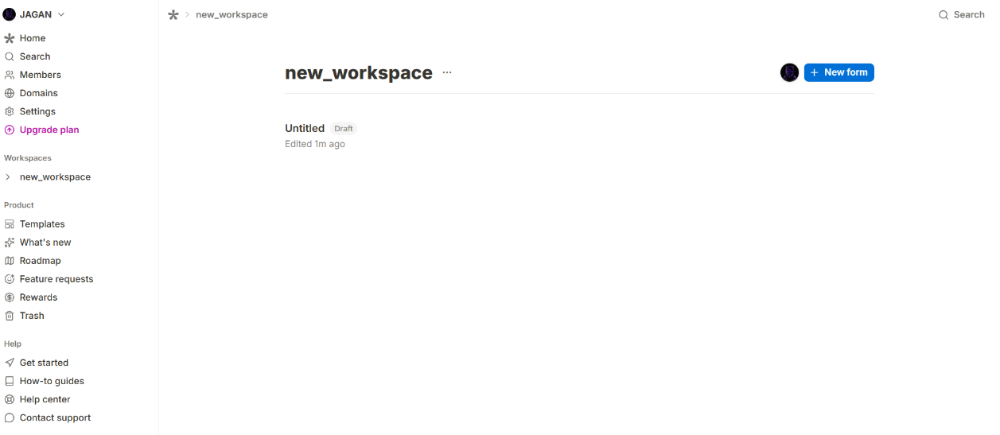 JAGAN
Home
Search
Members
Domains
Settings
Upgrade plan
Workspaces
new_workspace
Product
Templates
What's new
Roadmap
Feature requests
Rewards
Trash
Help
Get started
How-to guides
Help center
Contact support
new_workspace
Search
new_workspace ...
+ New form
Untitled Draft
Edited 1m ago